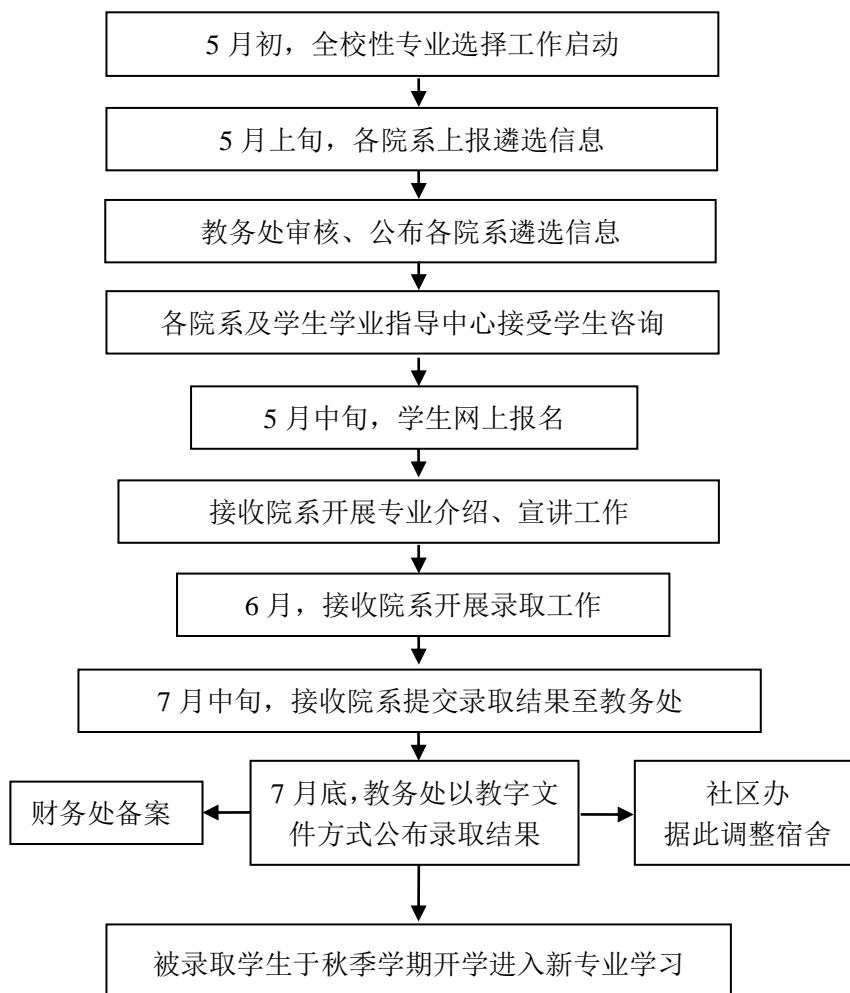 5 月初，全校性专业选择工作启动
5 月上旬，各院系上报遴选信息
教务处审核、公布各院系遴选信息
各院系及学生学业指导中心接受学生咨询
5 月中旬，学生网上报名
接收院系开展专业介绍、宣讲工作
6 月，接收院系开展录取工作
7 月中旬，接收院系提交录取结果至教务处
财务处备案
7 月底，教务处以教字文
件方式公布录取结果
社区办
据此调整宿舍
被录取学生于秋季学期开学进入新专业学习